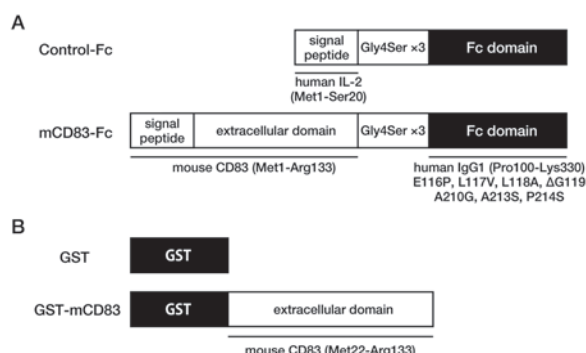 A
Control-Fc
signal peptide
Gly4Ser ×3
Fc domain
human IL-2
(Met1-Ser20)
mCD83-Fc
signal peptide
extracellular domain
Gly4Ser ×3
Fc domain
mouse CD83 (Met1-Arg133)
human IgG1 (Pro100-Lys330)
E116P, L117V, L118A, ΔG119
A210G, A213S, P214S
B
GST
GST
GST-mCD83
GST
extracellular domain
mouse CD83 (Met22-Arg133)